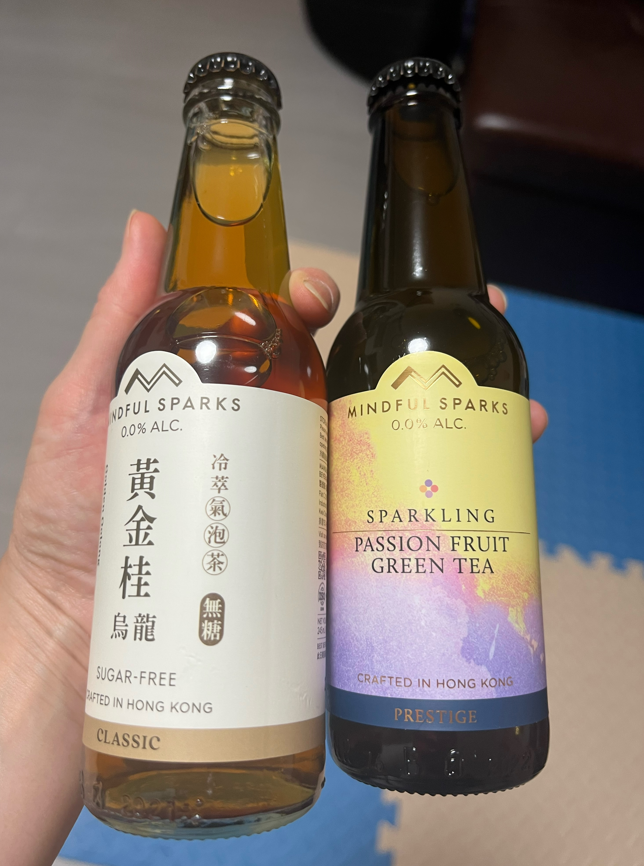 MINDFUL SPARKS
0.0% ALC.
黃金桂
烏龍
冷萃氣泡茶
無糖
SUGAR-FREE
CRAFTED IN HONG KONG
CLASSIC
MINDFUL SPARKS
0.0% ALC.
SPARKLING
PASSION FRUIT
GREEN TEA
CRAFTED IN HONG KONG
PRESTIGE